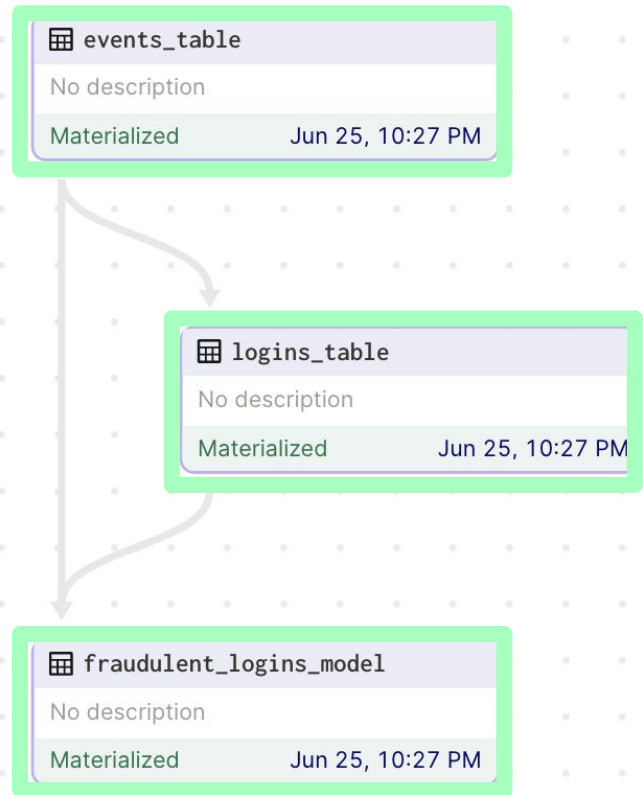 events_table
No description
Materialized Jun 25, 10:27 PM
logins_table
No description
Materialized Jun 25, 10:27 PM
fraudulent_logins_model
No description
Materialized Jun 25, 10:27 PM